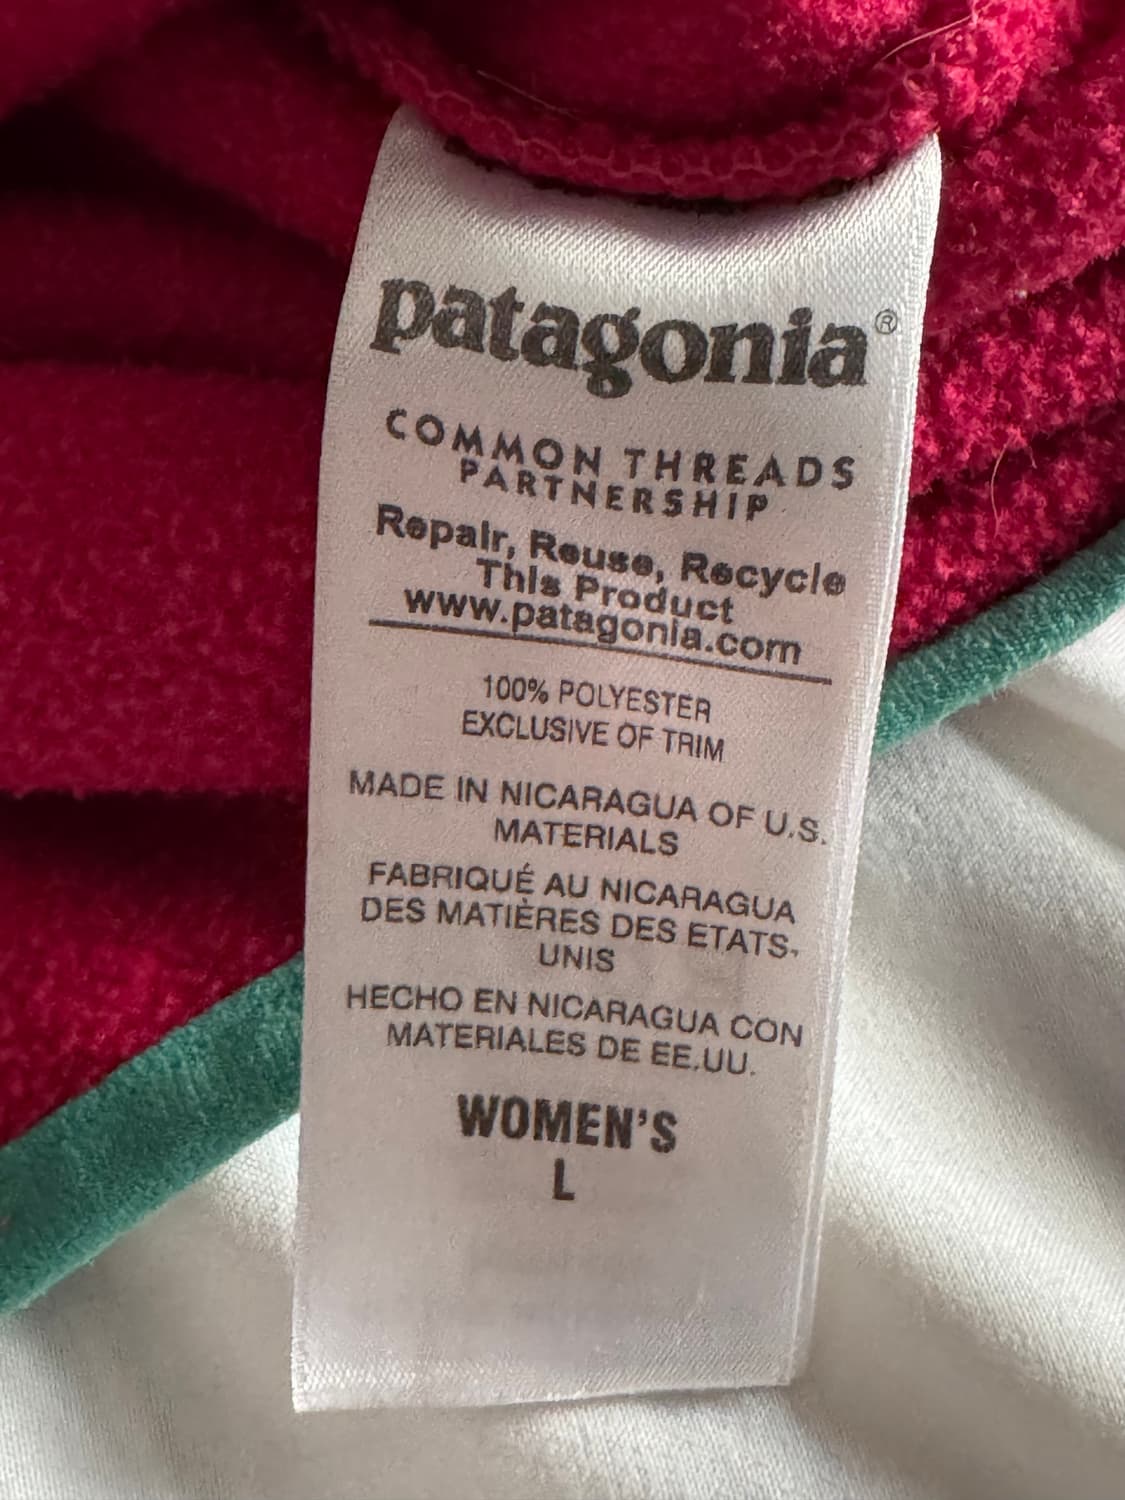 patagonia®
COMMON THREADS
PARTNERSHIP
Repair, Reuse, Recycle
This Product
www.patagonia.com
100% POLYESTER
EXCLUSIVE OF TRIM
MADE IN NICARAGUA OF U.S.
MATERIALS
FABRIQUÉ AU NICARAGUA
DES MATIÈRES DES ETATS-
UNIS
HECHO EN NICARAGUA CON
MATERIALES DE EE.UU.
WOMEN'S
L